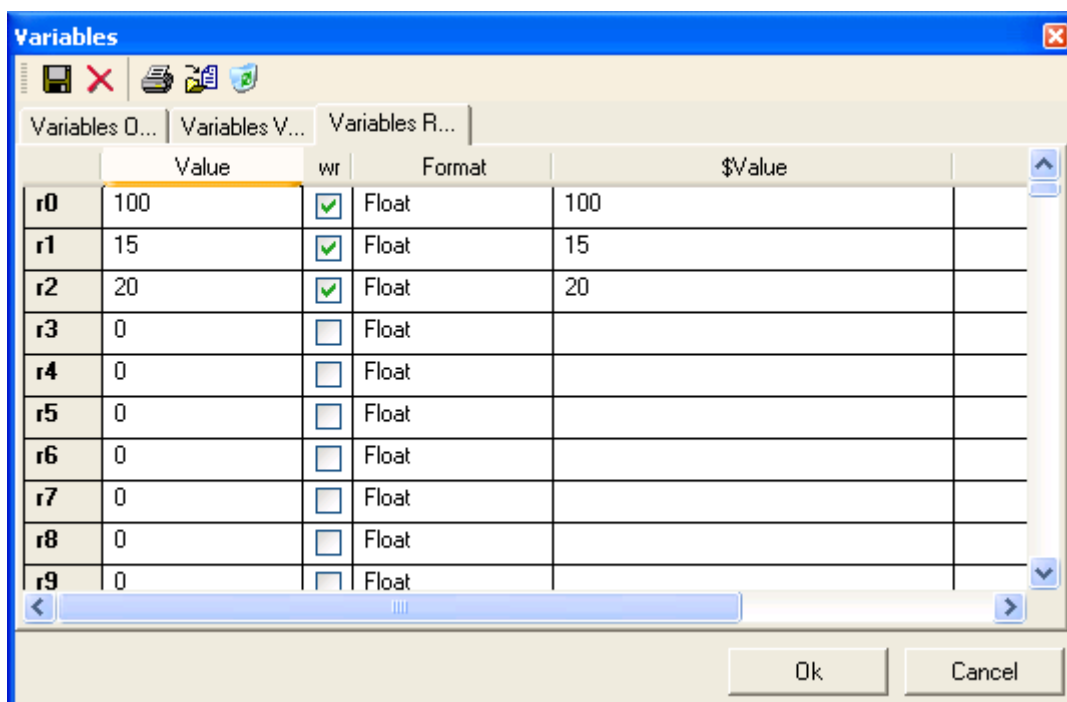 Variables
Variables O... Variables V... Variables R...
Value wr Format $Value
r0 100 Float 100
r1 15 Float 15
r2 20 Float 20
r3 0 Float
r4 0 Float
r5 0 Float
r6 0 Float
r7 0 Float
r8 0 Float
r9 0 Float
Ok Cancel